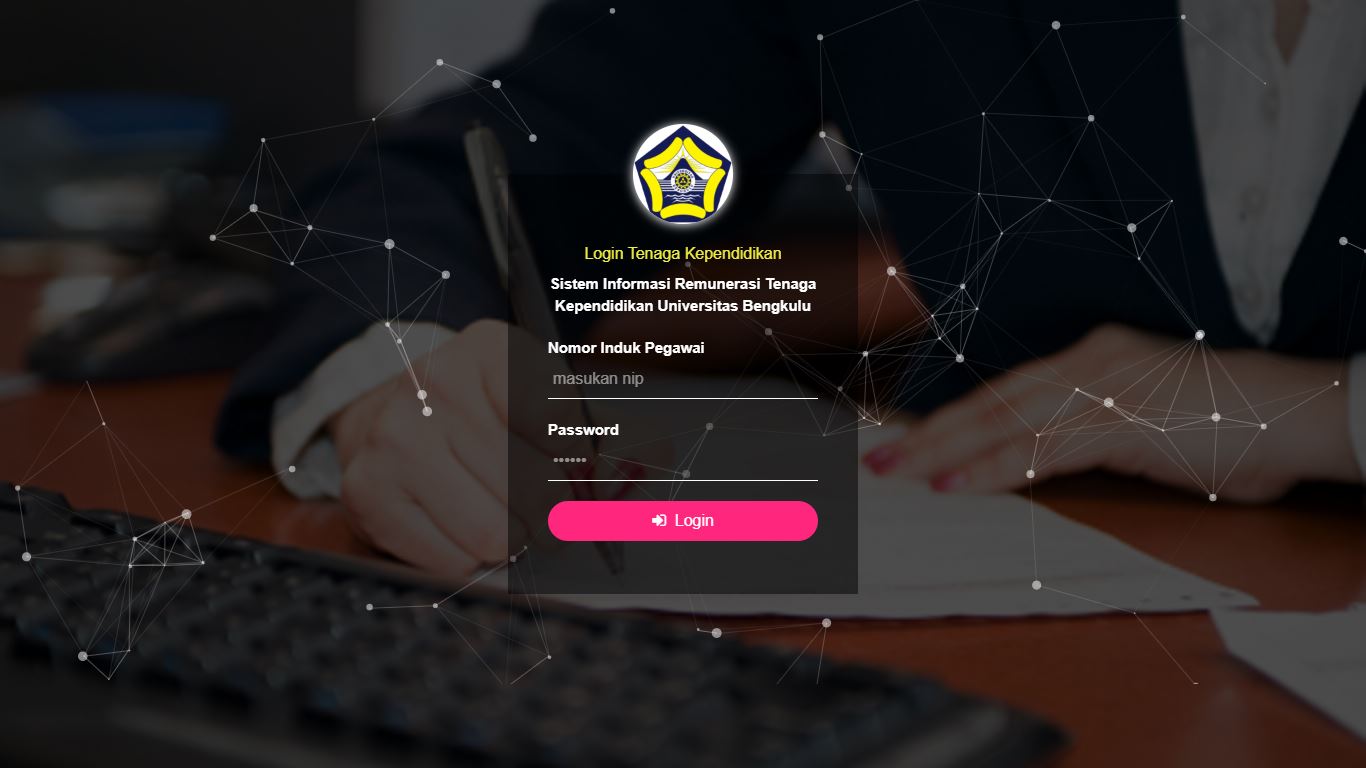 Login Tenaga Kependidikan
Sistem Informasi Remunerasi Tenaga
Kependidikan Universitas Bengkulu
Nomor Induk Pegawai
masukan nip
Password
••••••
Login